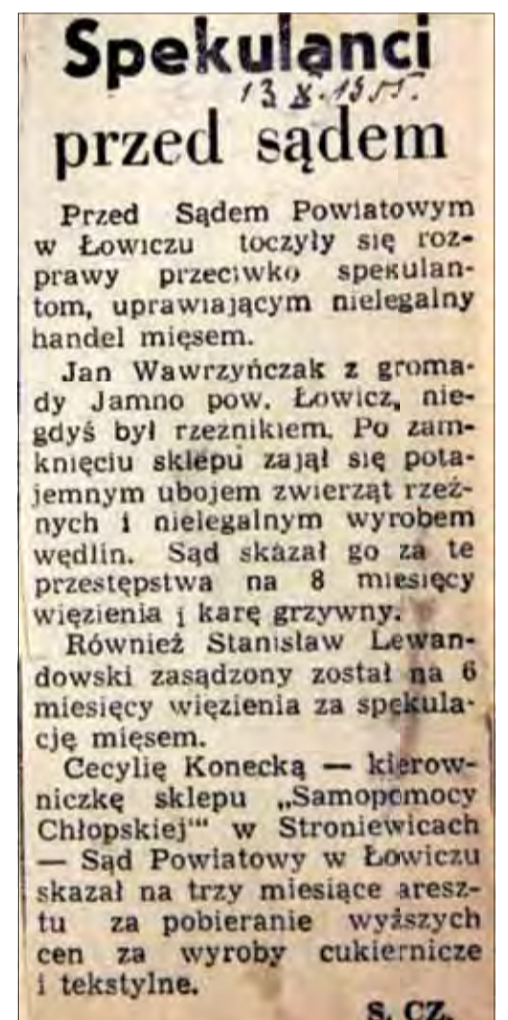 Spekulanci
13 X. 1955.
przed sądem
Przed Sądem Powiatowym
w Łowiczu toczyły się roz-
prawy przeciwko spekulan-
tom, uprawiającym nielegalny
handel mięsem.
Jan Wawrzyńczak z groma-
dy Jamno pow. Łowicz, nie-
gdyś był rzeźnikiem. Po zam-
knięciu sklepu zajął się pota-
jemnym ubojem zwierząt rzeź-
nych i nielegalnym wyrobem
wędlin. Sąd skazał go za te
przestępstwa na 8 miesięcy
więzienia i karę grzywny.
Również Stanisław Lewan-
dowski zasądzony został na 6
miesięcy więzienia za spekula-
cję mięsem.
Cecylię Konecką — kierow-
niczkę sklepu „Samopomocy
Chłopskiej'" w Stroniewicach
— Sąd Powiatowy w Łowiczu
skazał na trzy miesiące aresz-
tu za pobieranie wyższych
cen za wyroby cukiernicze
i tekstylne.
S. CZ.